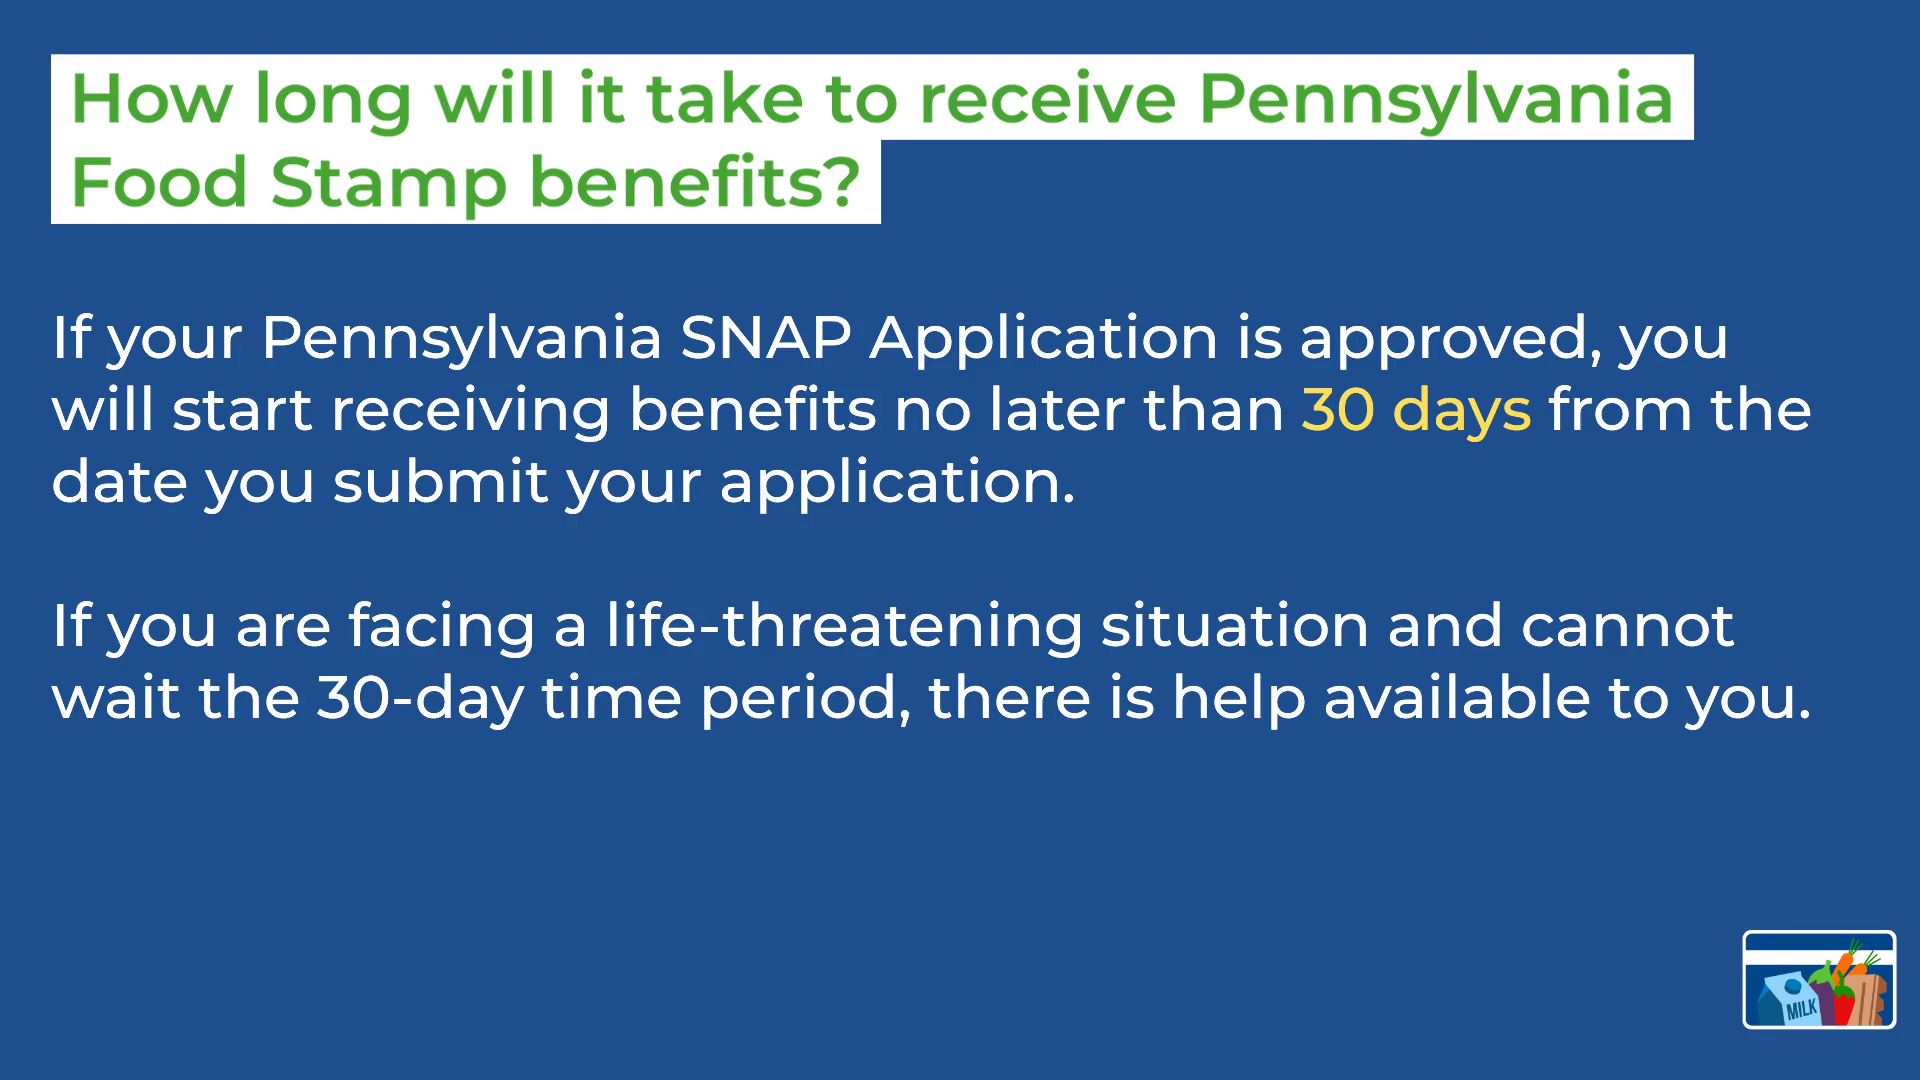 How long will it take to receive Pennsylvania
Food Stamp benefits?
If your Pennsylvania SNAP Application is approved, you
will start receiving benefits no later than 30 days from the
date you submit your application.
If you are facing a life-threatening situation and cannot
wait the 30-day time period, there is help available to you.
MILK